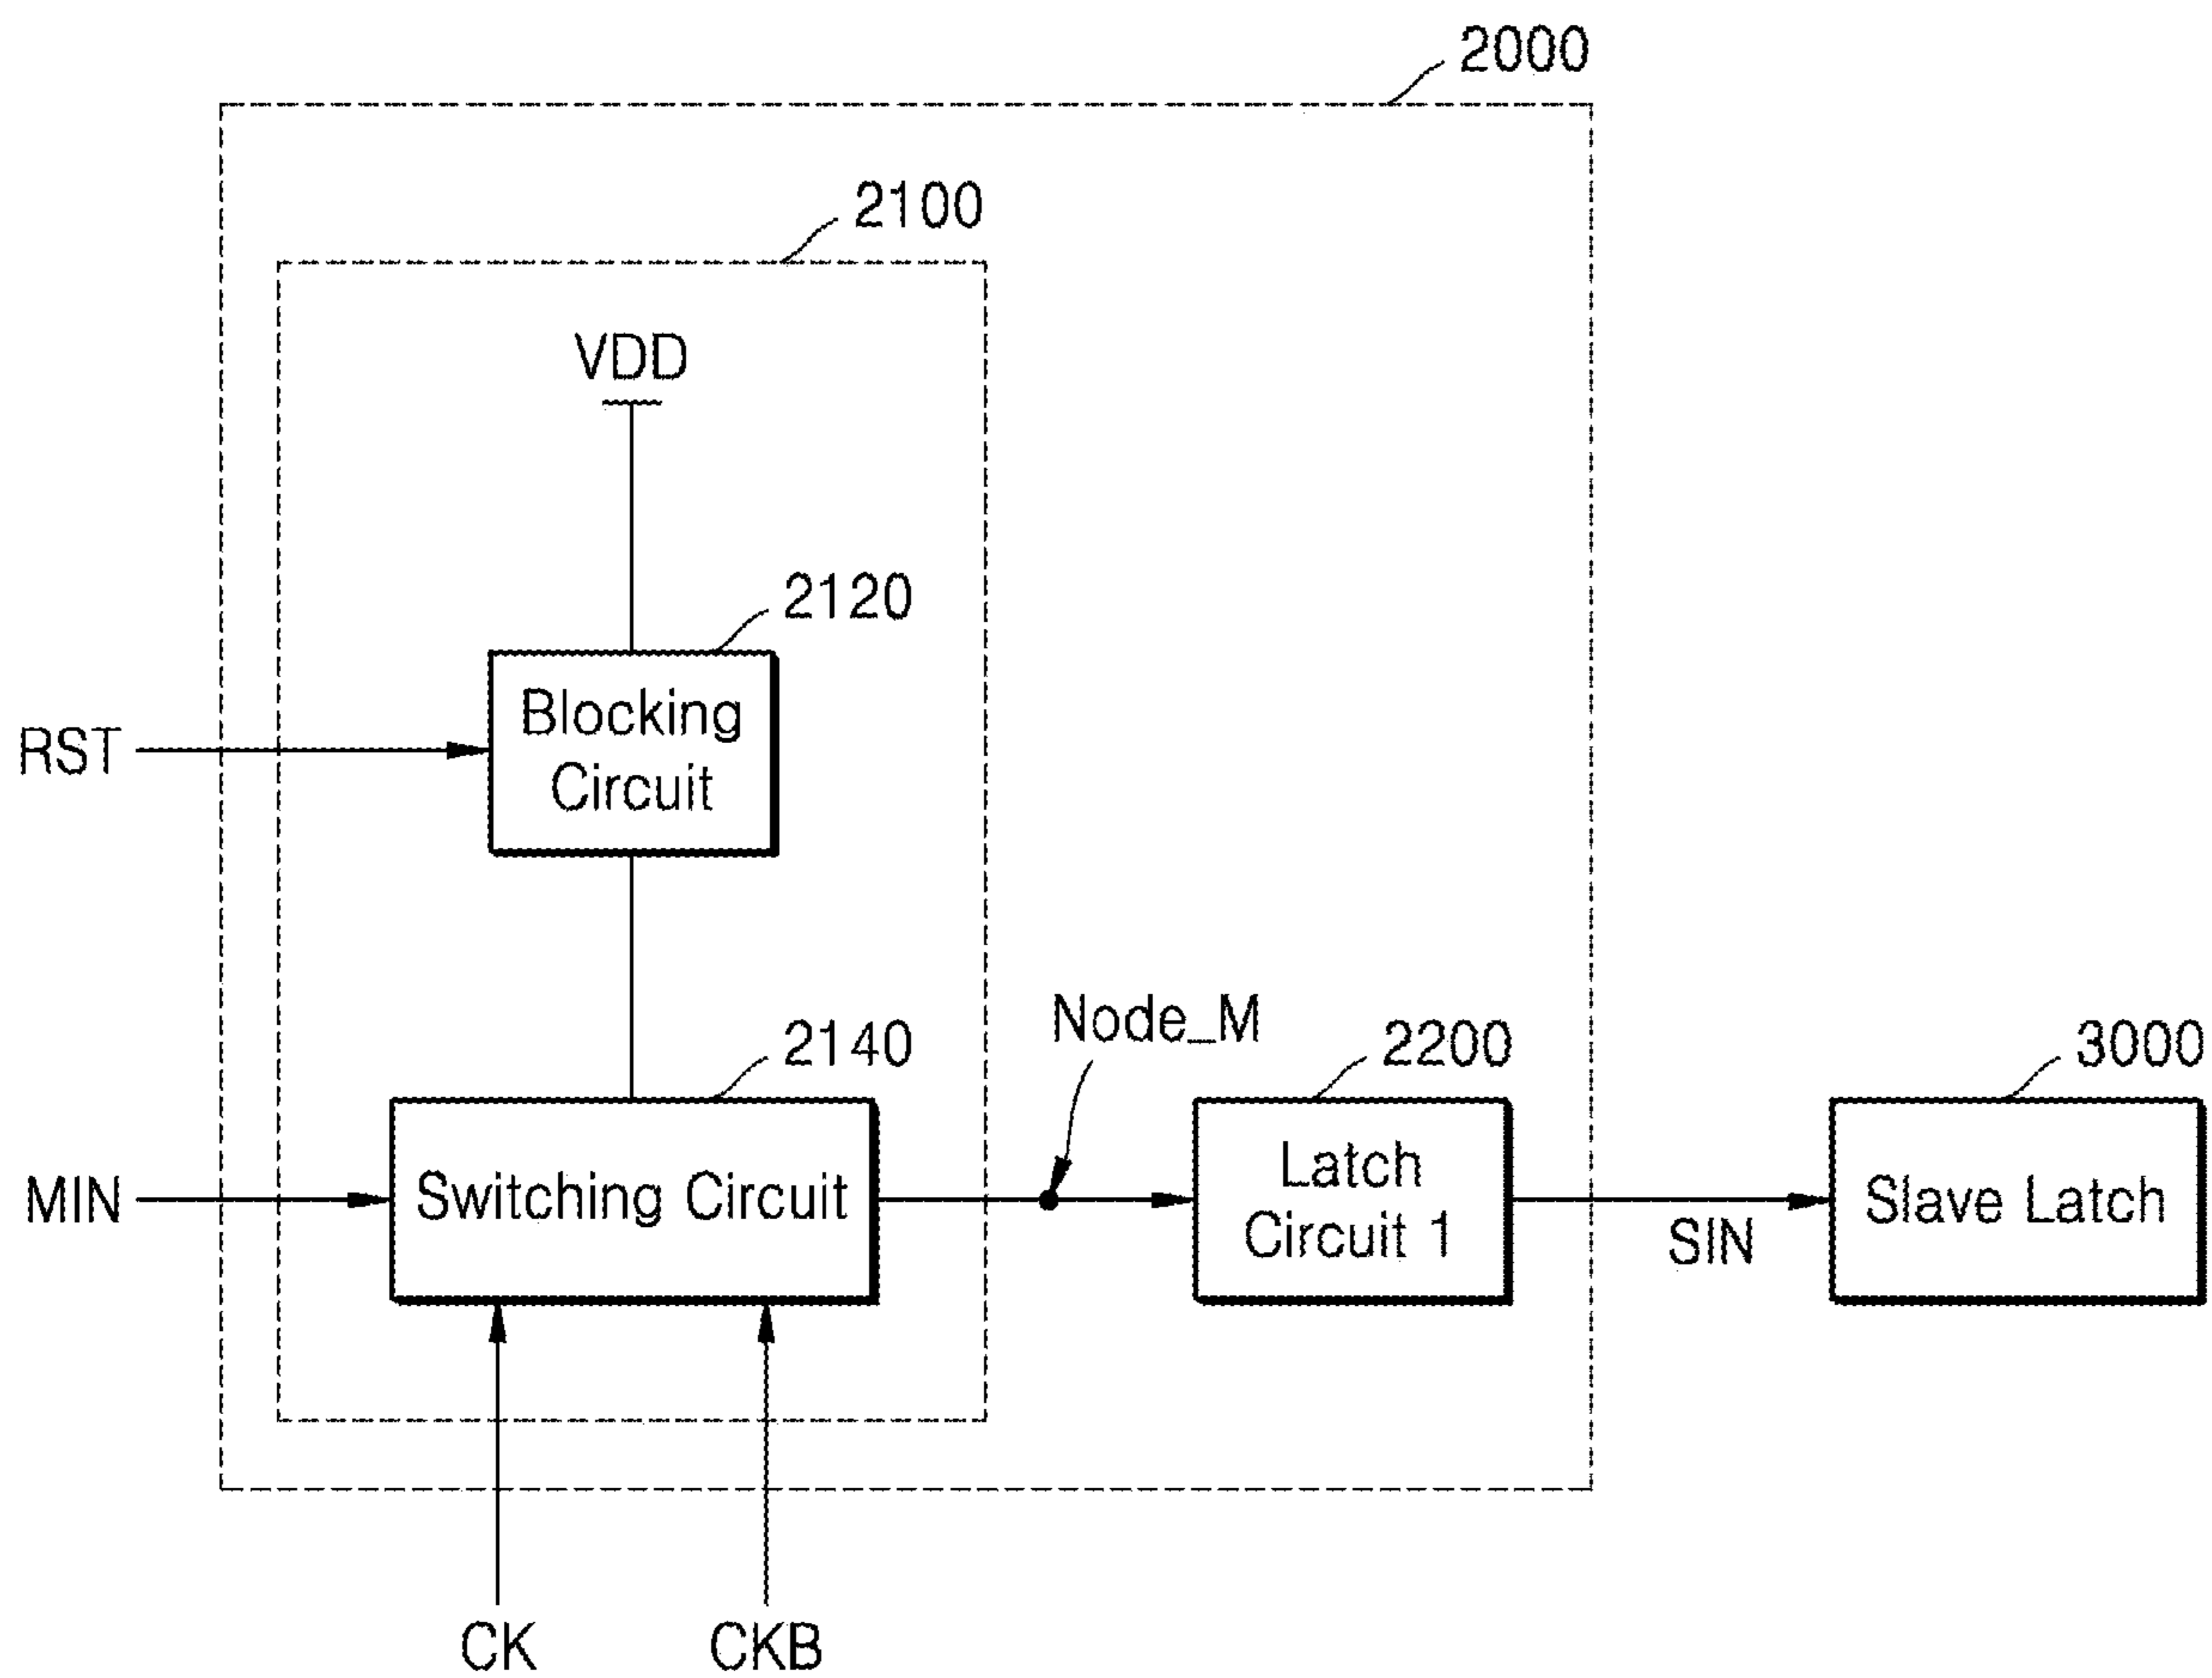 2000
2100
VDD
2120
Blocking
Circuit
RST
2140
Node_M
2200
3000
MIN
Switching Circuit
Latch
Circuit 1
SIN
Slave Latch
CK
CKB